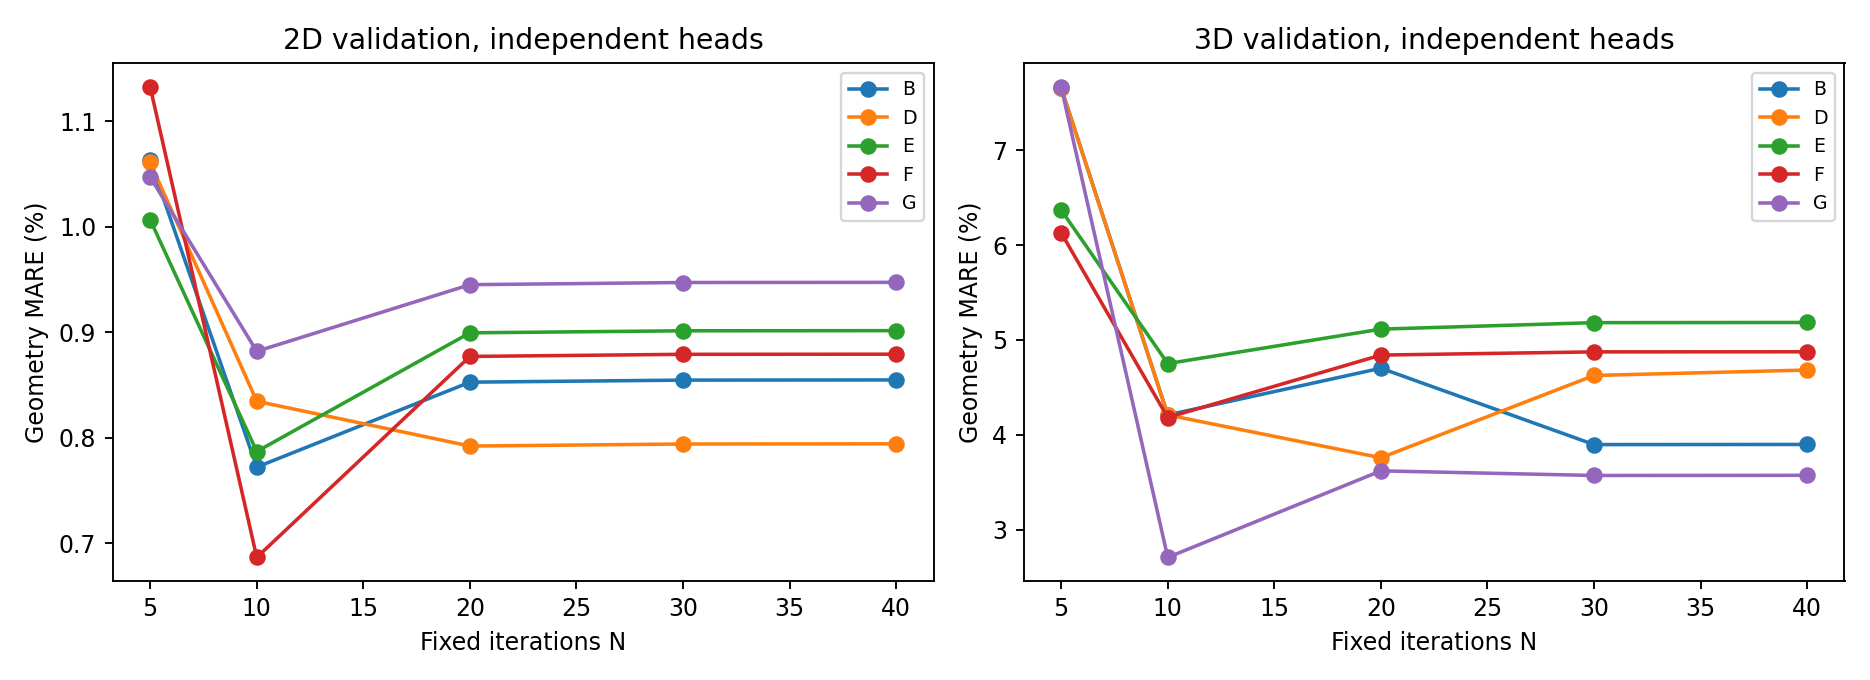 2D validation, independent heads
Geometry MARE (%)
1.1
1.0
0.9
0.8
0.7
5 10 15 20 25 30 35 40
Fixed iterations N
B
D
E
F
G
3D validation, independent heads
Geometry MARE (%)
7
6
5
4
3
5 10 15 20 25 30 35 40
Fixed iterations N
B
D
E
F
G